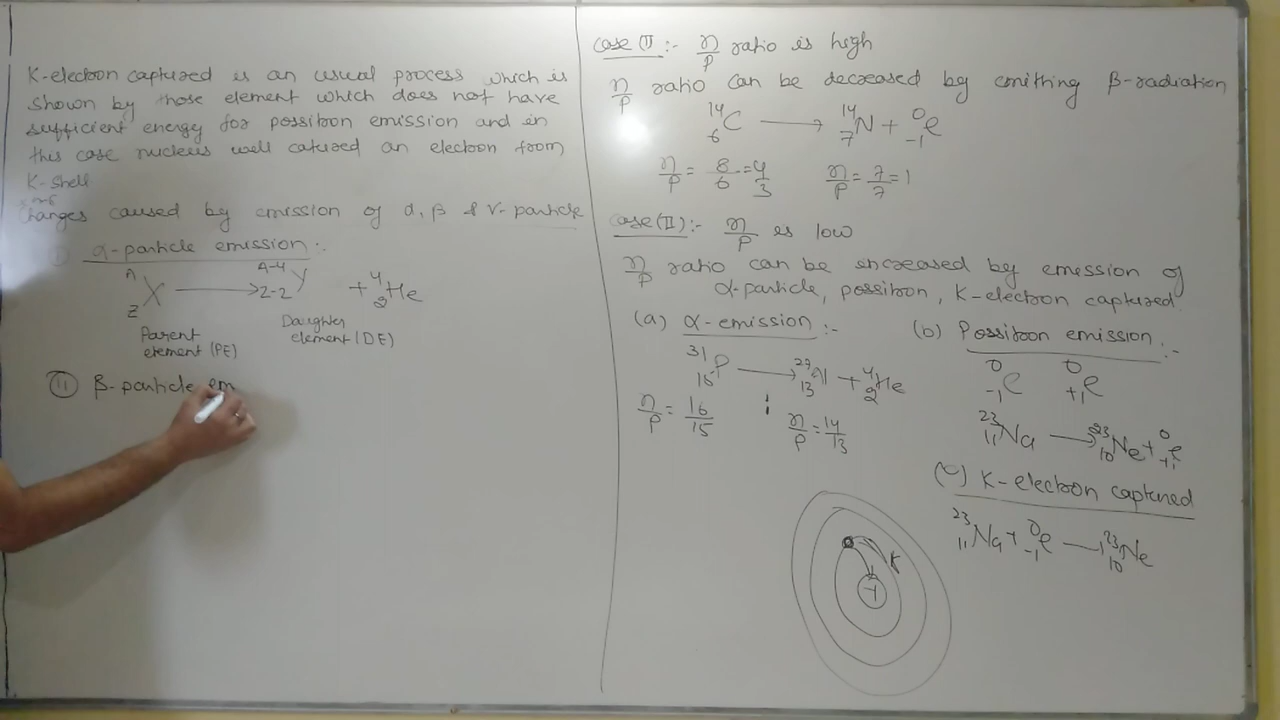 K-electron captured is an usual process which is
shown by those element which does not have
sufficient energy for possitron emission and in
this case nucleus well catured an electron from
K-shell
Changes caused by emission of α, β & γ-particle
α-particle emission:-
A X Z ⟶ A-4 Y Z-2 + 4 He 2
Parent element (PE)
Daughter element (DE)
(II) β-particle em
Case (I) :- n/p ratio is high
n/p ratio can be decreased by emitting β-radiation
14 C 6 ⟶ 14 N 7 + 0 e -1
n/p = 8/6 = 4/3 n/p = 7/7 = 1
Case (II) :- n/p is low
n/p ratio can be increased by emession of
α-particle, possitron, K-electron captured
(a) α-emission :-
31 P 15 ⟶ 27 Al 13 + 4 He 2
n/p = 16/15 n/p = 14/13
(b) Possitron emission :-
0 e -1 0 e +1
23 Na 11 ⟶ 23 Ne 10 + 0 e +1
(c) K-electron captured
23 Na 11 + 0 e -1 ⟶ 23 Ne 10
K